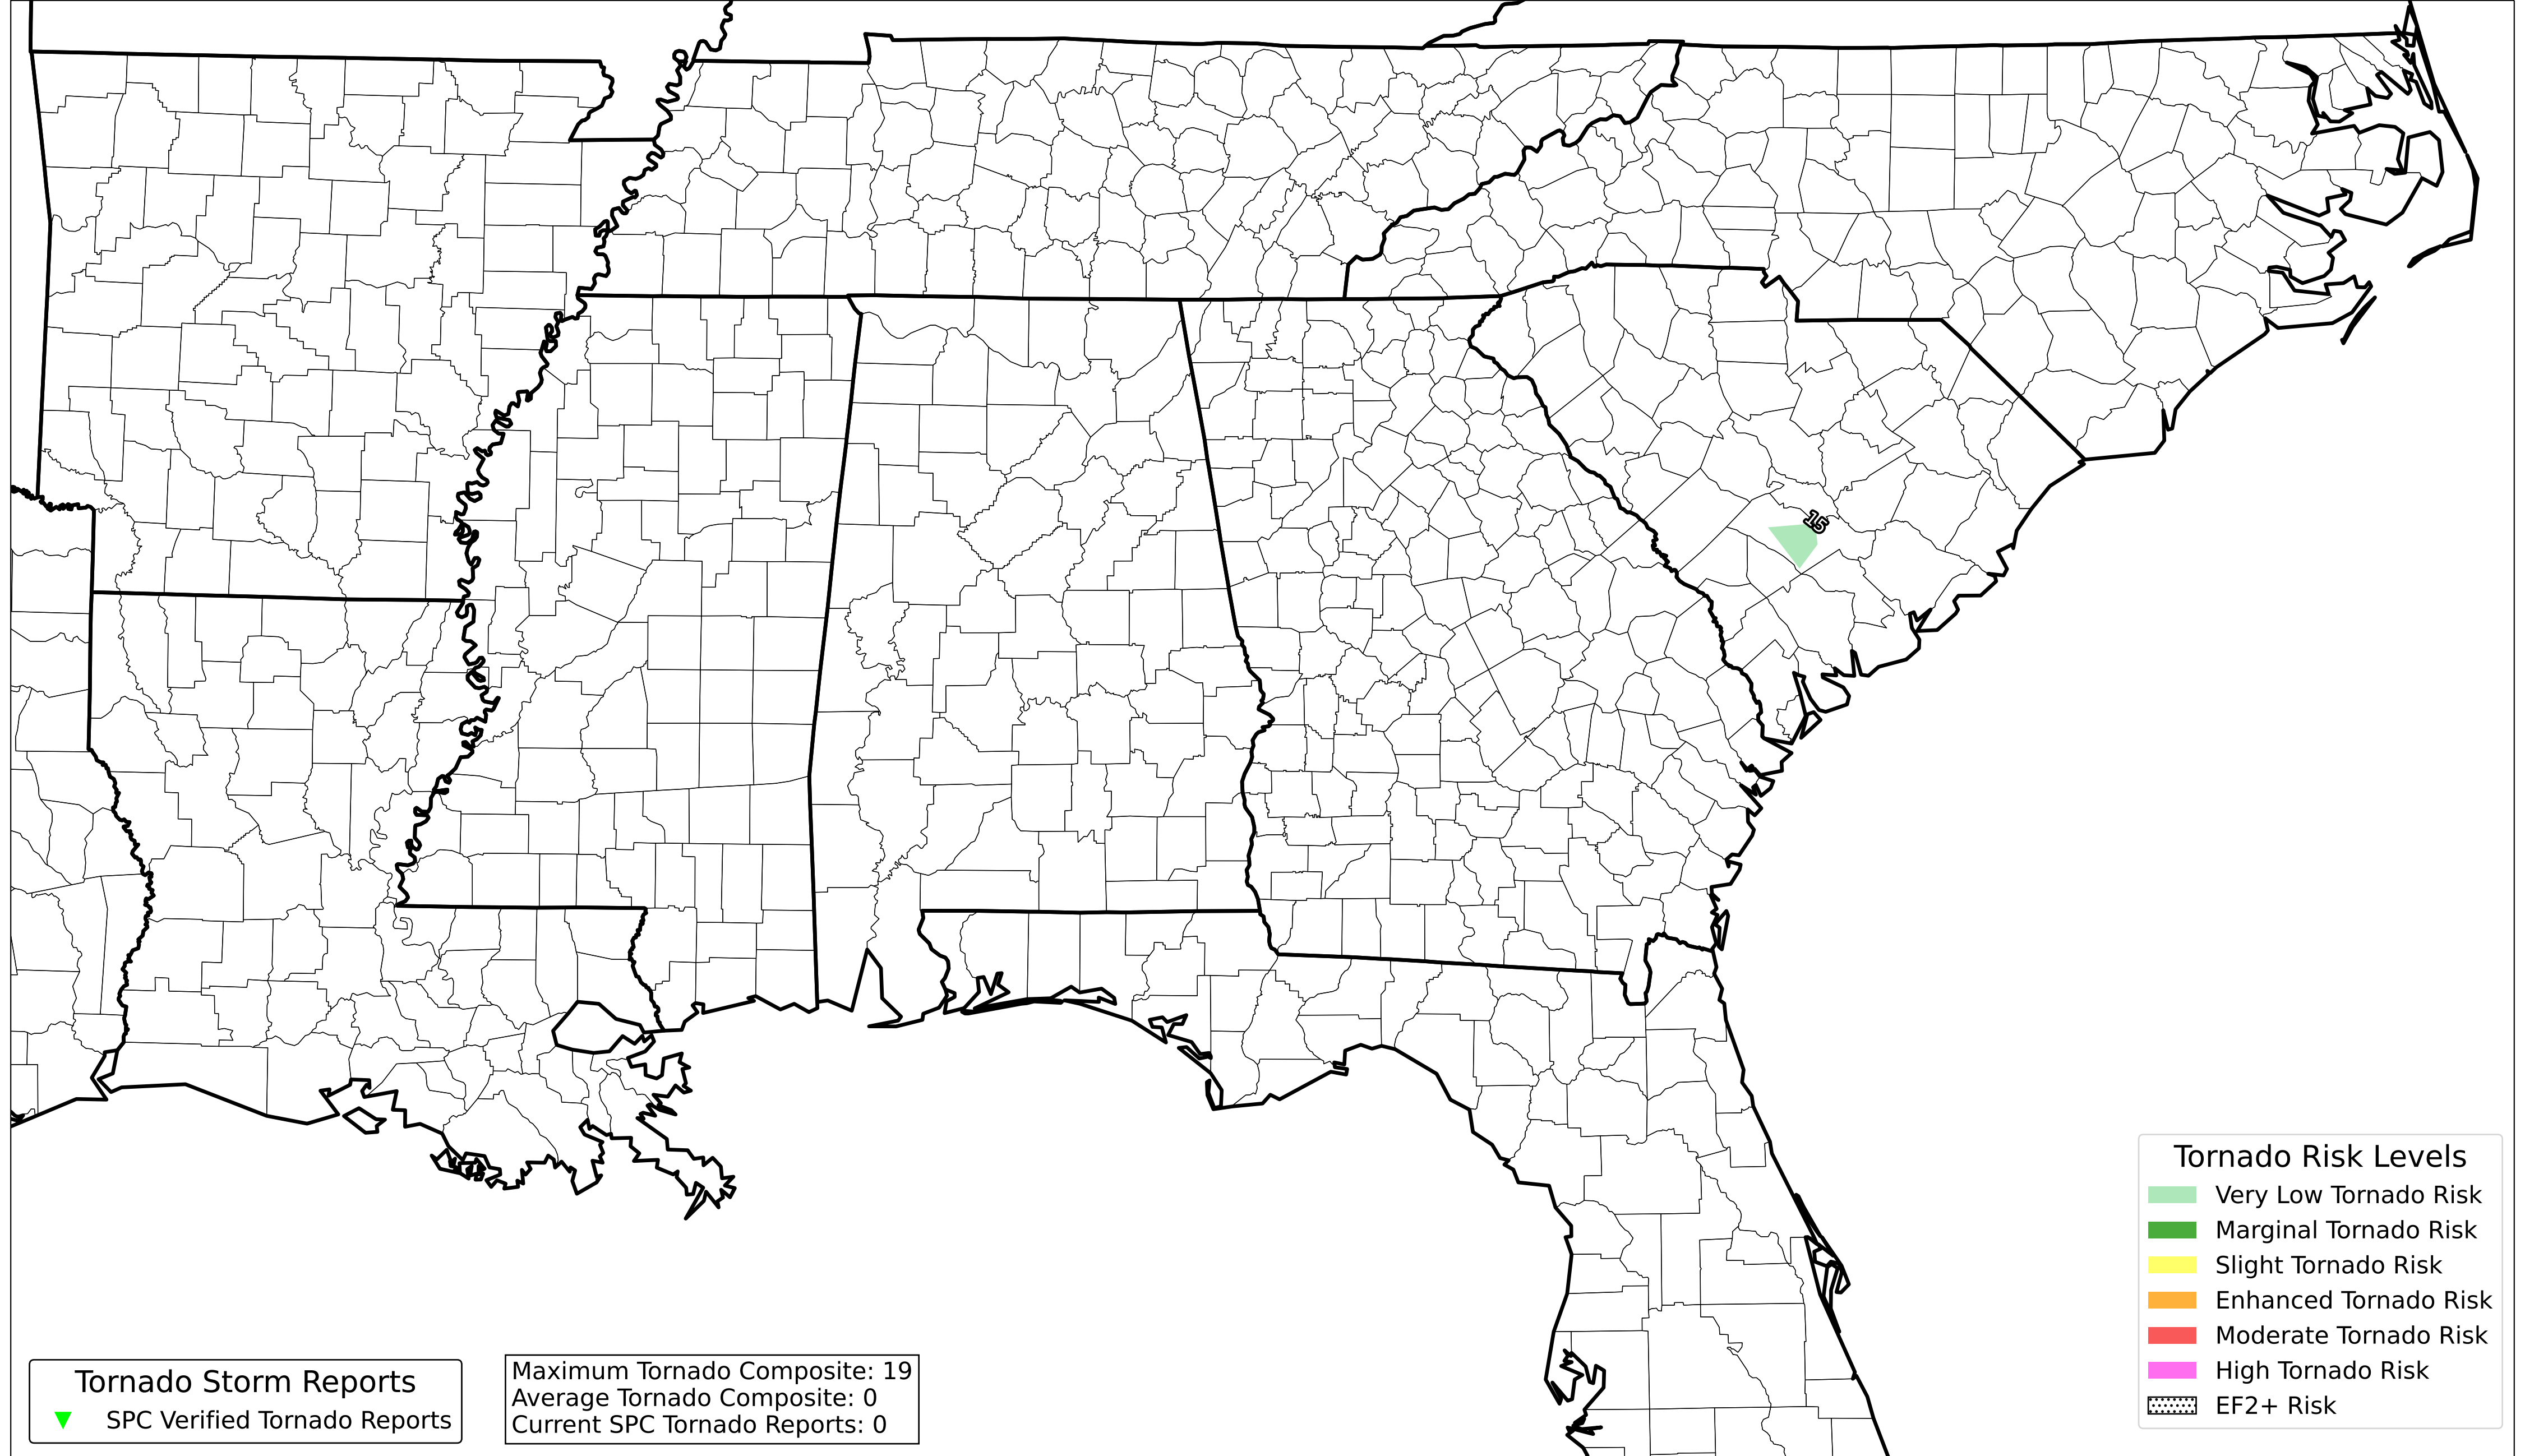 15
Tornado Risk Levels
Very Low Tornado Risk
Marginal Tornado Risk
Slight Tornado Risk
Enhanced Tornado Risk
Moderate Tornado Risk
High Tornado Risk
EF2+ Risk
Tornado Storm Reports
SPC Verified Tornado Reports
Maximum Tornado Composite: 19
Average Tornado Composite: 0
Current SPC Tornado Reports: 0